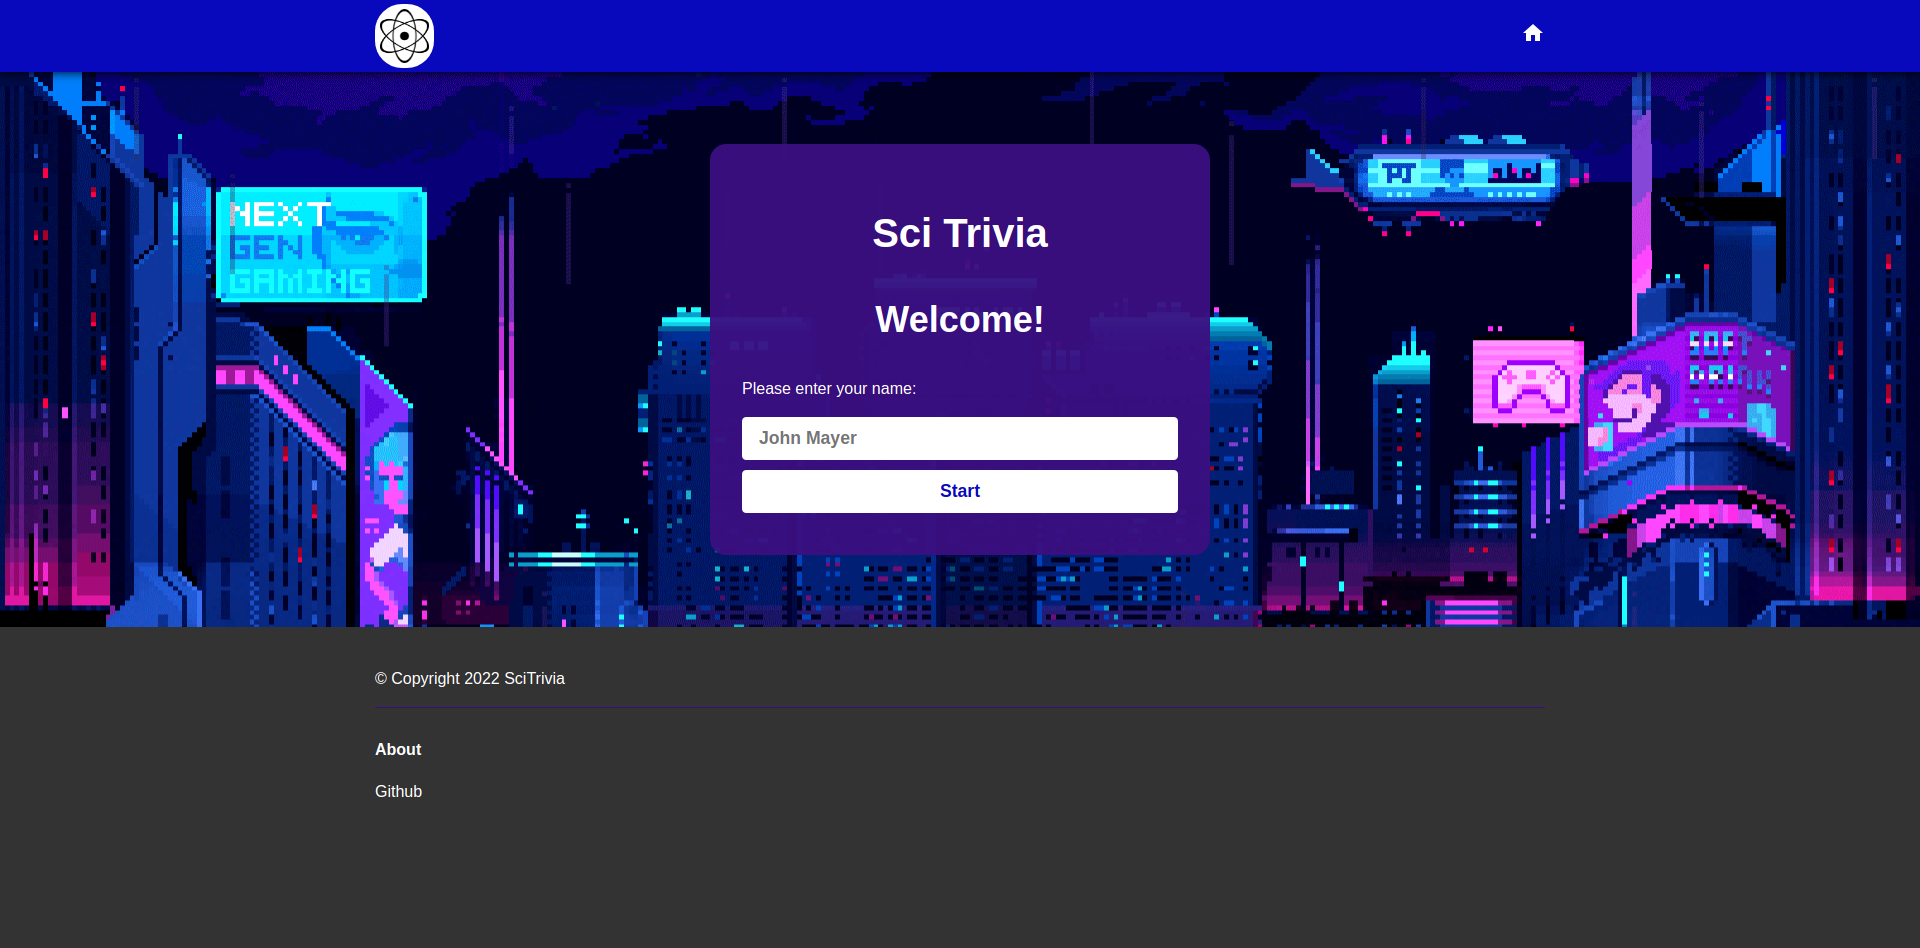 NEXT
GEN
GAMING
Sci Trivia
Welcome!
Please enter your name:
John Mayer
Start
© Copyright 2022 SciTrivia
About
Github